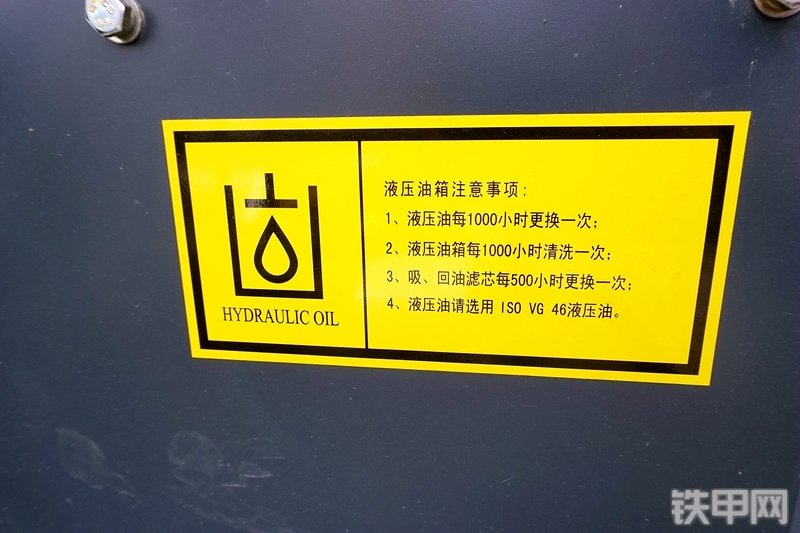 HYDRAULIC OIL
液压油箱注意事项:
1、液压油每1000小时更换一次;
2、液压油箱每1000小时清洗一次;
3、吸、回油滤芯每500小时更换一次;
4、液压油请选用 ISO VG 46液压油。
铁甲网